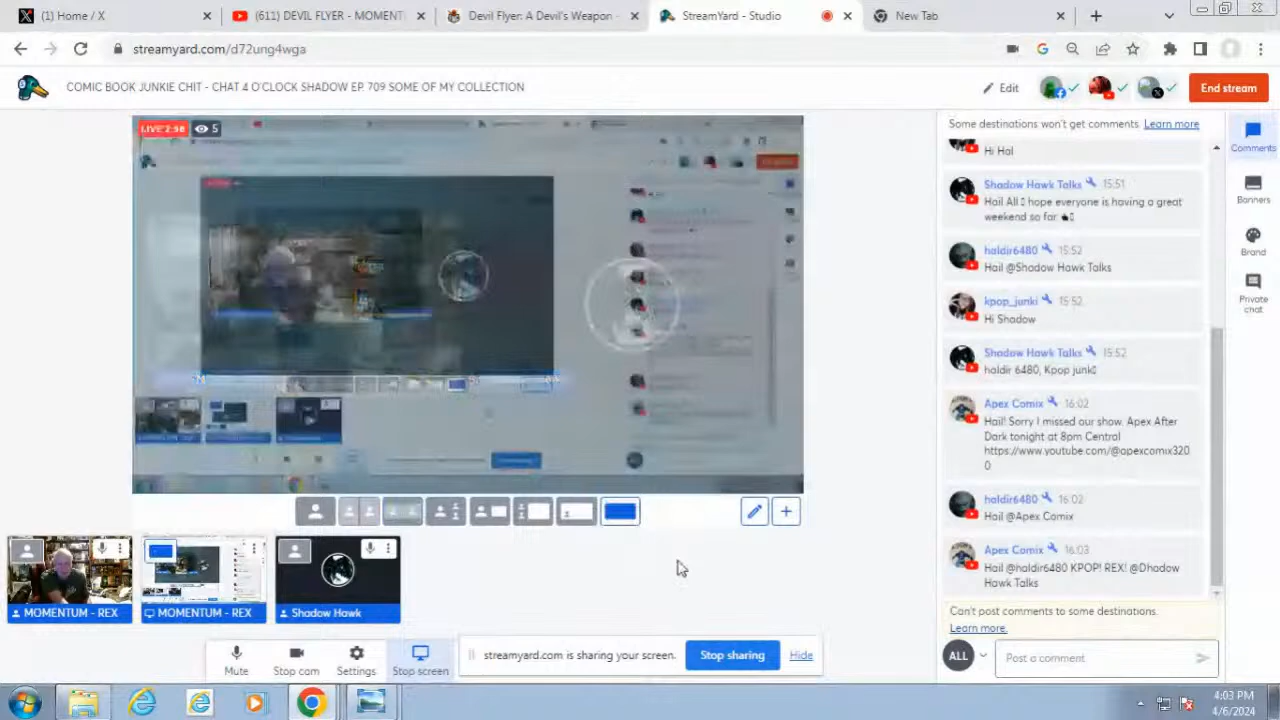 (1) Home / X
(611) DEVIL FLYER - MOMENT
Devil Flyer: A Devil's Weapon -
StreamYard - Studio
New Tab
streamyard.com/d72ung4wga
COMIC BOOK JUNKIE CHIT - CHAT 4 O'CLOCK SHADOW EP. 709 SOME OF MY COLLECTION
Edit
End stream
LIVE 2:58
5
Some destinations won't get comments. Learn more
Hi Hal
Shadow Hawk Talks 15:51
Hail All hope everyone is having a great
weekend so far.
haldir6480 15:52
Hail @Shadow Hawk Talks
kpop_junki 15:52
Hi Shadow
Shadow Hawk Talks 15:52
haldir 6480, Kpop junk
Apex Comix 16:02
Hail! Sorry I missed our show. Apex After
Dark tonight at 8pm Central
https://www.youtube.com/@apexcomix320
0
haldir6480 16:02
Hail @Apex Comix
Apex Comix 16:03
Hail @haldir6480 KPOP! REX! @Dhadow
Hawk Talks
Can't post comments to some destinations.
Learn more.
ALL
Post a comment
Comments
Banners
Brand
Private
chat
MOMENTUM - REX
MOMENTUM - REX
Shadow Hawk
Mute
Stop cam
Settings
Stop screen
streamyard.com is sharing your screen.
Stop sharing
Hide
4:03 PM
4/6/2024